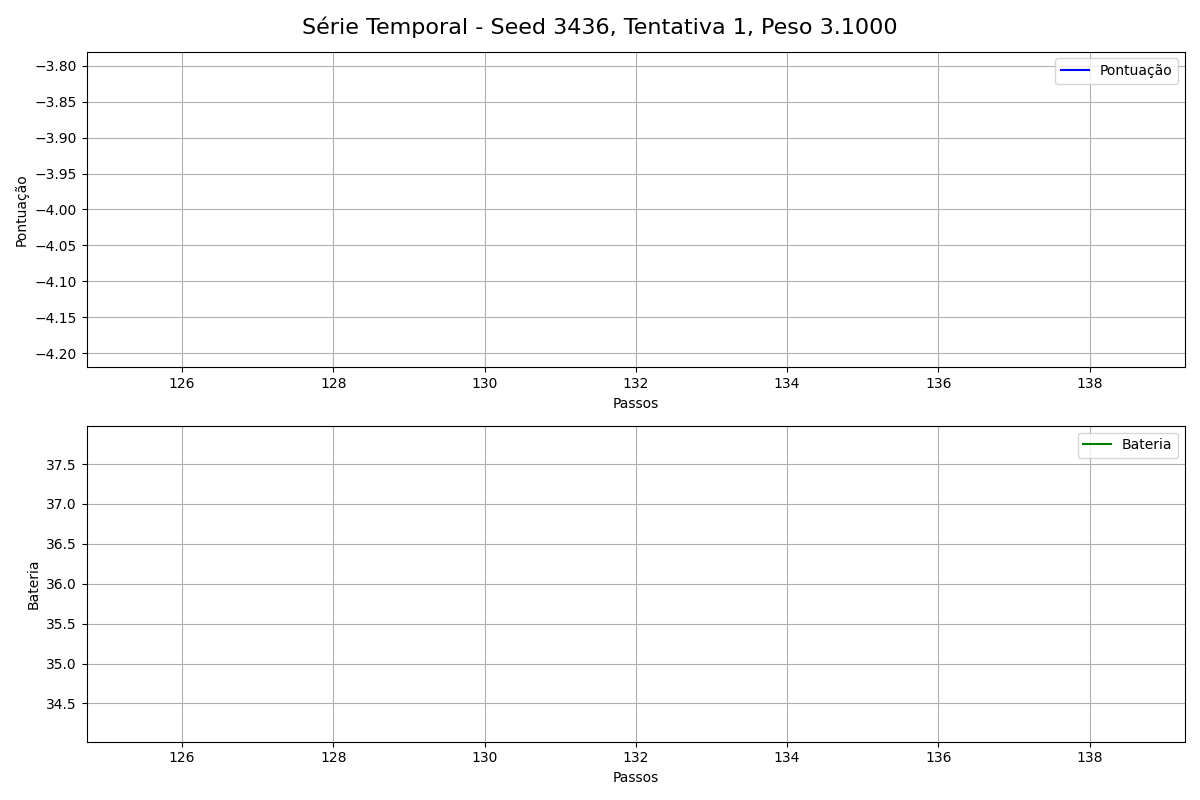 Série Temporal - Seed 3436, Tentativa 1, Peso 3.1000
−3.80
−3.85
−3.90
−3.95
−4.00
−4.05
−4.10
−4.15
−4.20
Pontuação
Pontuação
126 128 130 132 134 136 138
Passos
37.5
37.0
36.5
36.0
35.5
35.0
34.5
Bateria
Bateria
126 128 130 132 134 136 138
Passos